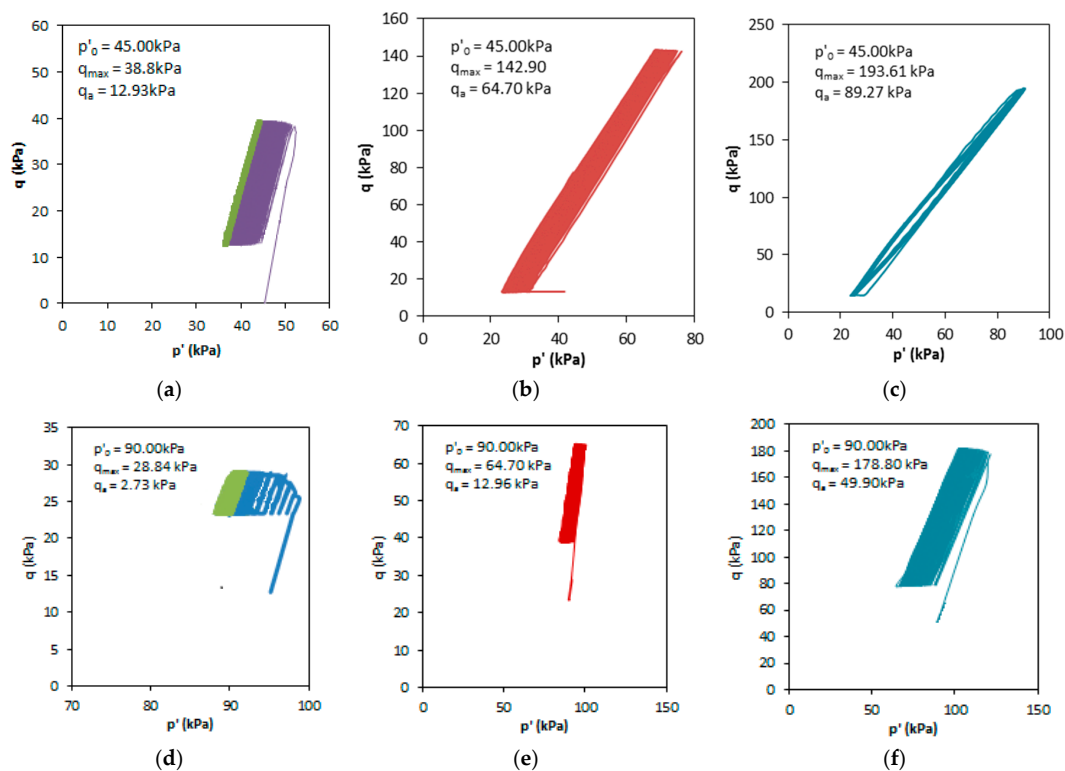 p'0 = 45.00kPa
qmax = 38.8kPa
qa = 12.93kPa
q (kPa)
60
50
40
30
20
10
0
0 10 20 30 40 50 60
p' (kPa)
(a)
p'0 = 45.00kPa
qmax = 142.90
qa = 64.70 kPa
q (kPa)
160
140
120
100
80
60
40
20
0
0 20 40 60 80
p' (kPa)
(b)
p'0 = 45.00kPa
qmax = 193.61 kPa
qa = 89.27 kPa
q (kPa)
250
200
150
100
50
0
0 20 40 60 80 100
p' (kPa)
(c)
p'0 = 90.00kPa
qmax = 28.84 kPa
qa = 2.73 kPa
q (kPa)
35
30
25
20
15
10
5
0
70 80 90 100
p' (kPa)
(d)
p'0 = 90.00kPa
qmax = 64.70 kPa
qa = 12.96 kPa
q (kPa)
70
60
50
40
30
20
10
0
0 50 100 150
p' (kPa)
(e)
p'0 = 90.00kPa
qmax = 178.80 kPa
qa = 49.90kPa
q (kPa)
200
180
160
140
120
100
80
60
40
20
0
0 50 100 150
p' (kPa)
(f)